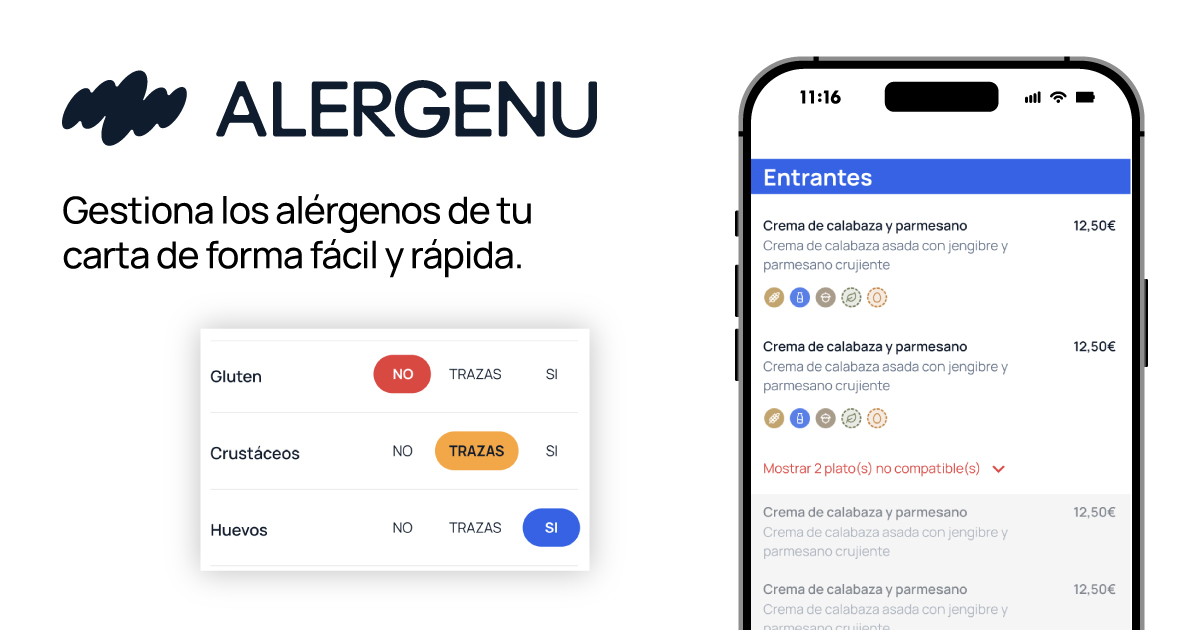 ALERGENU
Gestiona los alérgenos de tu
carta de forma fácil y rápida.
Gluten NO TRAZAS SI
Crustáceos NO TRAZAS SI
Huevos NO TRAZAS SI
11:16
Entrantes
Crema de calabaza y parmesano 12,50€
Crema de calabaza asada con jengibre y
parmesano crujiente
Crema de calabaza y parmesano 12,50€
Crema de calabaza asada con jengibre y
parmesano crujiente
Mostrar 2 plato(s) no compatible(s)
Crema de calabaza y parmesano 12,50€
Crema de calabaza asada con jengibre y
parmesano crujiente
Crema de calabaza y parmesano 12,50€
Crema de calabaza asada con jengibre y
parmesano crujiente